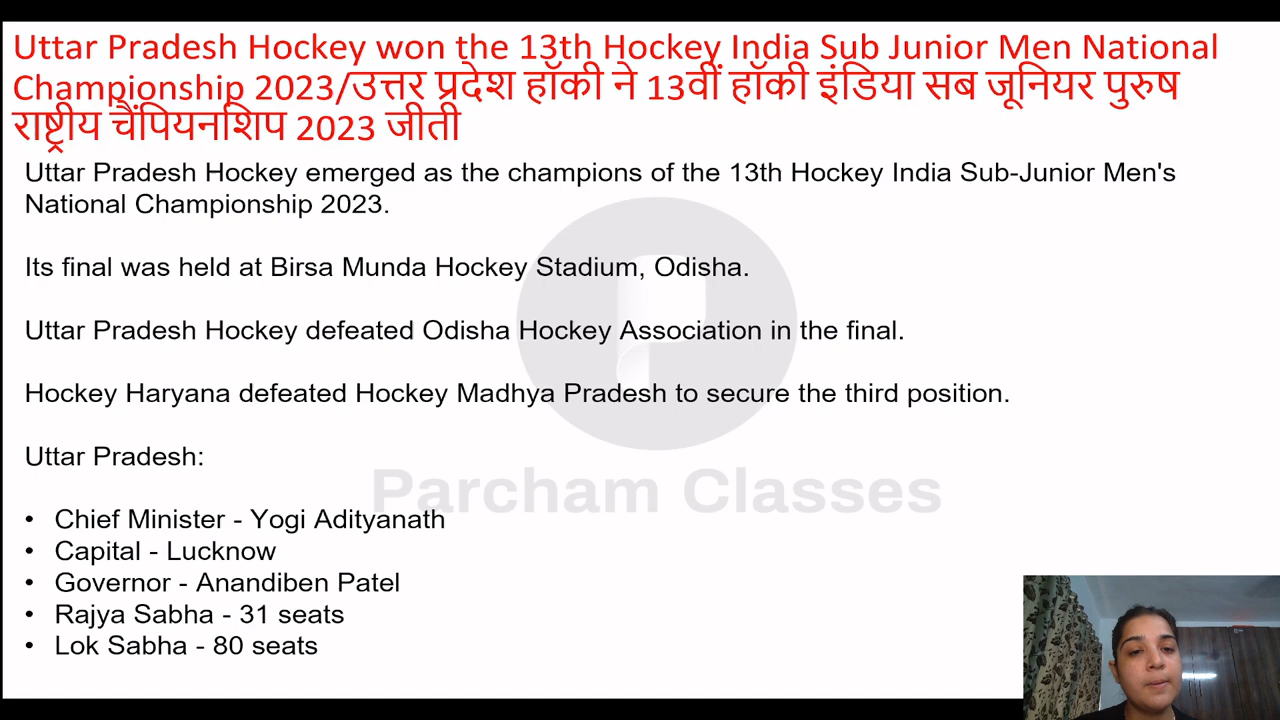 Uttar Pradesh Hockey won the 13th Hockey India Sub Junior Men National
Championship 2023/उत्तर प्रदेश हॉकी ने 13वीं हॉकी इंडिया सब जूनियर पुरुष
राष्ट्रीय चैंपियनशिप 2023 जीती
Uttar Pradesh Hockey emerged as the champions of the 13th Hockey India Sub-Junior Men's
National Championship 2023.
Its final was held at Birsa Munda Hockey Stadium, Odisha.
Uttar Pradesh Hockey defeated Odisha Hockey Association in the final.
Hockey Haryana defeated Hockey Madhya Pradesh to secure the third position.
Uttar Pradesh:
Parcham Classes
• Chief Minister - Yogi Adityanath
• Capital - Lucknow
• Governor - Anandiben Patel
• Rajya Sabha - 31 seats
• Lok Sabha - 80 seats